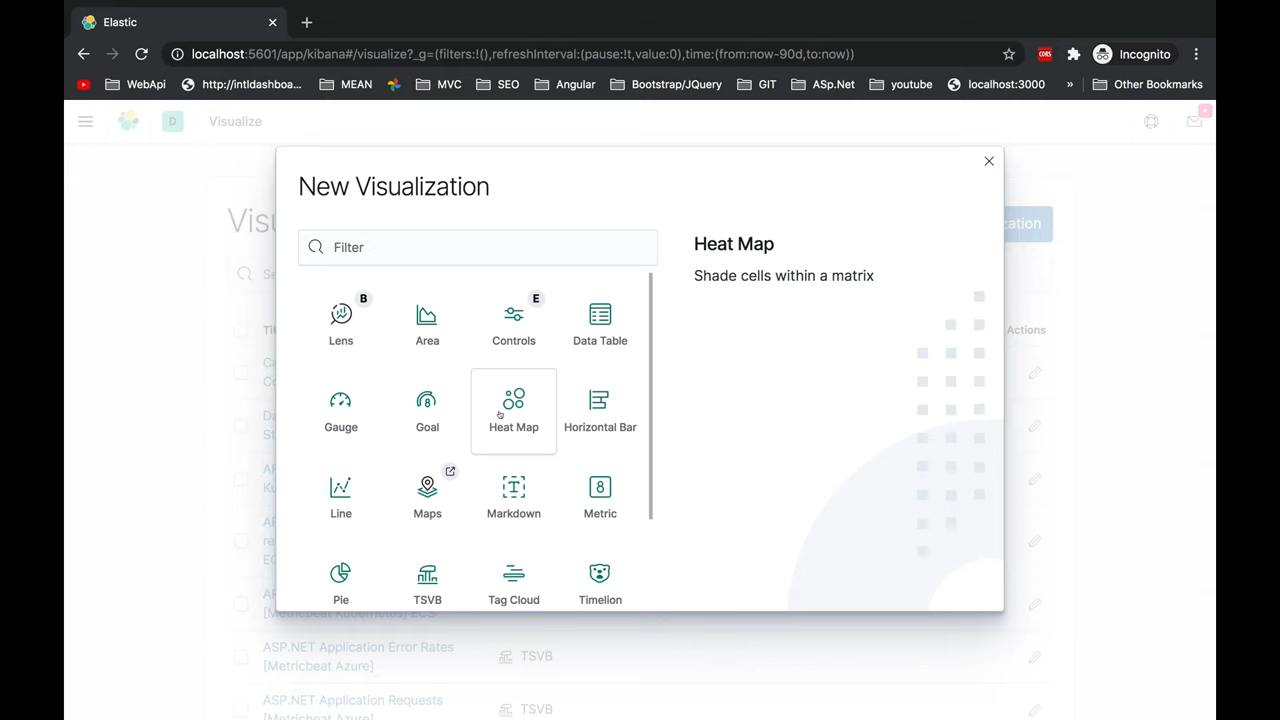 Elastic
localhost:5601/app/kibana#/visualize?_g=(filters:!(),refreshInterval:(pause:!t,value:0),time:(from:now-90d,to:now))
CORS
Incognito
WebApi
http://intldashboa...
MEAN
MVC
SEO
Angular
Bootstrap/JQuery
GIT
ASp.Net
youtube
localhost:3000
»
Other Bookmarks
D
Visualize
New Visualization
Filter
Heat Map
Shade cells within a matrix
B
E
Lens
Area
Controls
Data Table
Gauge
Goal
Heat Map
Horizontal Bar
Line
Maps
Markdown
Metric
Pie
TSVB
Tag Cloud
Timelion
Actions
[Metricbeat Kubernetes] ECS
ASP.NET Application Error Rates
[Metricbeat Azure]
TSVB
ASP.NET Application Requests
[Metricbeat Azure]
TSVB